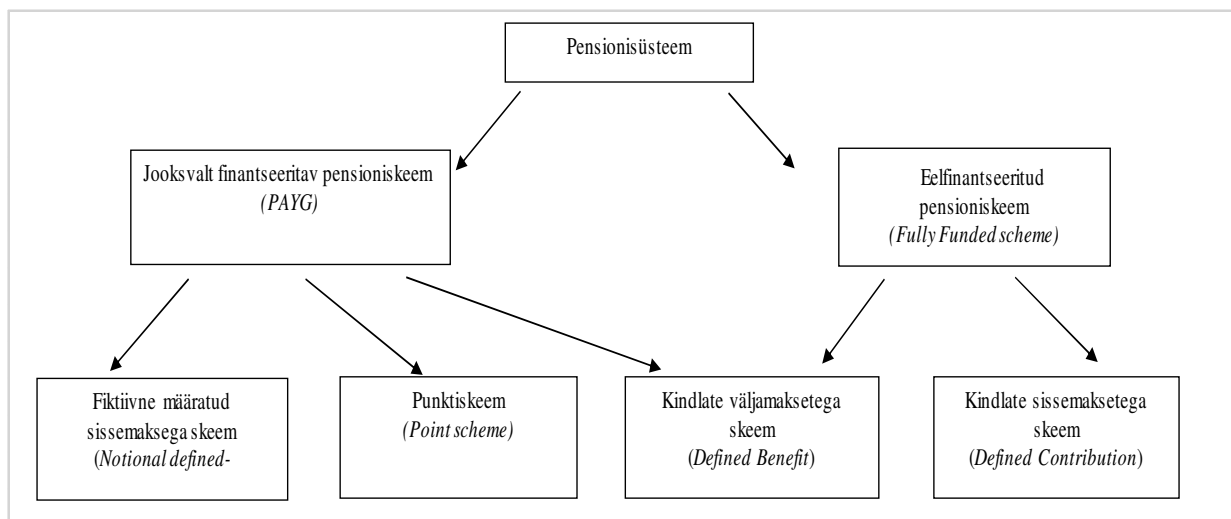 Pensionisüsteem
Jooksvalt finantseeritav pensioniskeem
(PAYG)
Eelfinantseeritud
pensioniskeem
(Fully Funded scheme)
Fiktiivne määratud
sissemaksega skeem
(Notional defined-
Punktiskeem
(Point scheme)
Kindlate väljamaksetega
skeem
(Defined Benefit)
Kindlate sissemaksetega
skeem
(Defined Contribution)